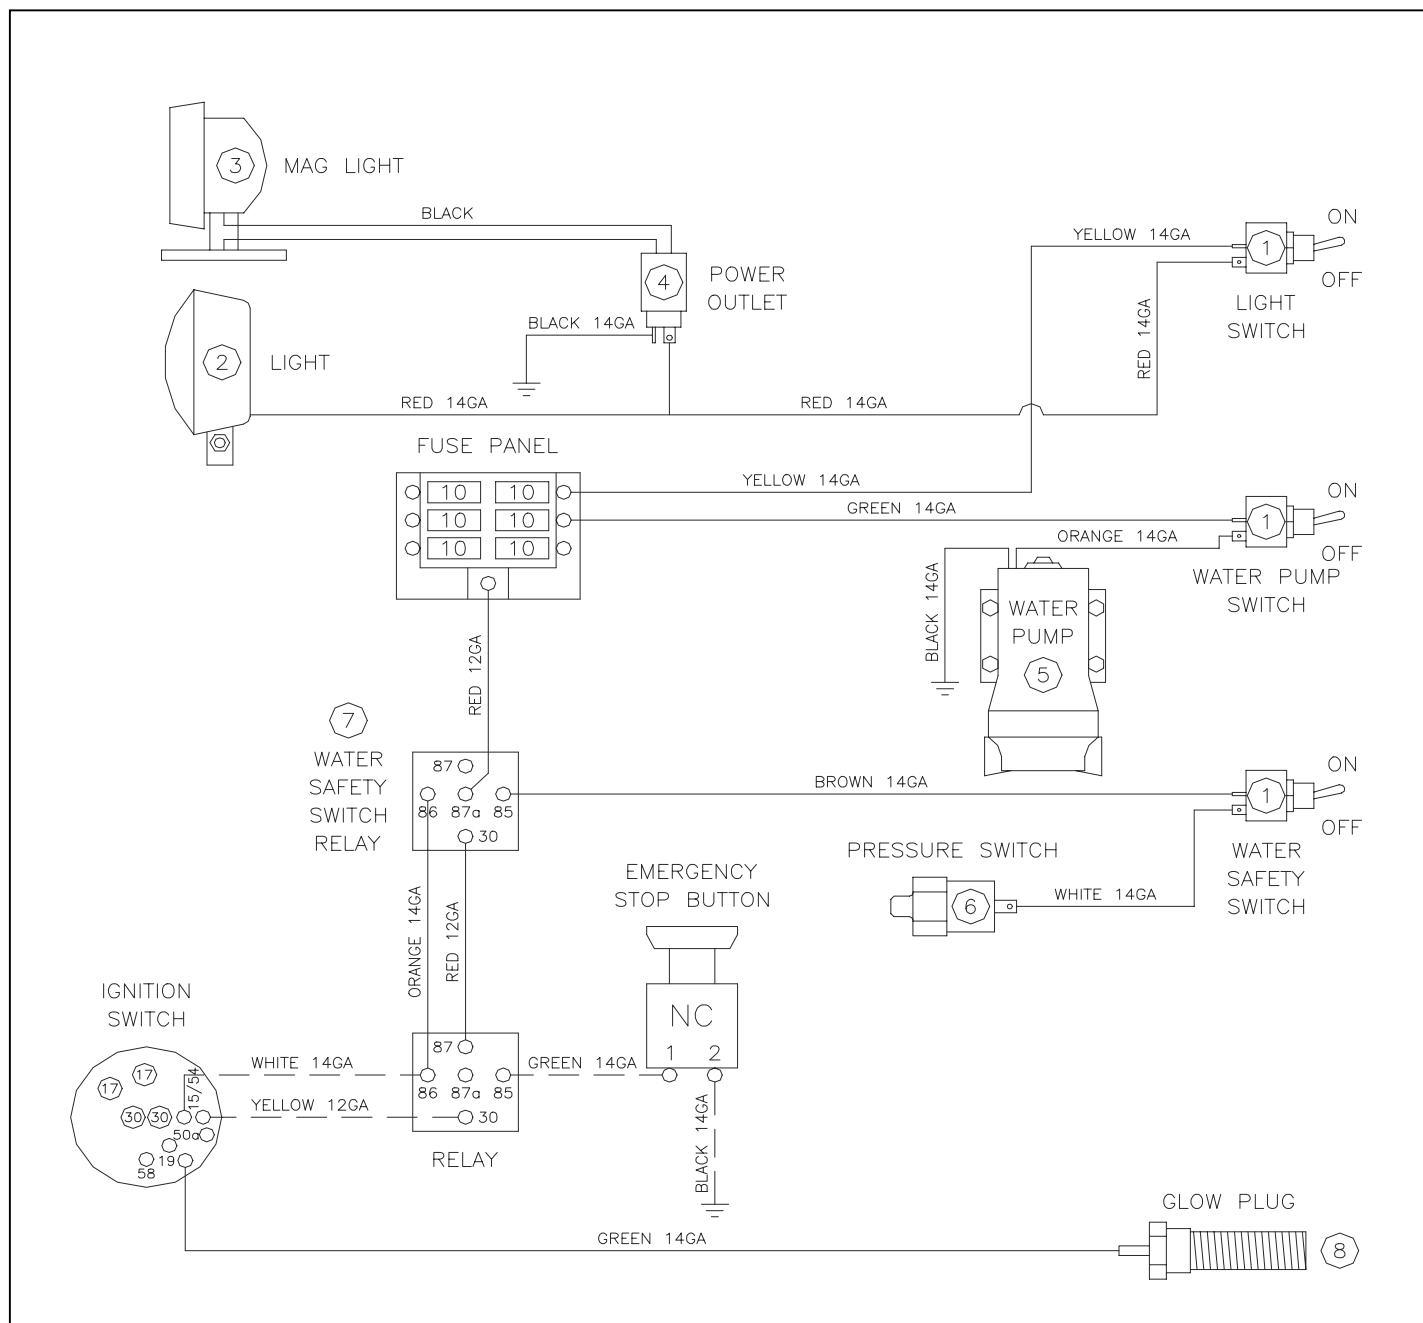 3
MAG LIGHT
BLACK
ON
YELLOW 14GA
1
OFF
4
POWER
OUTLET
LIGHT
SWITCH
BLACK 14GA
RED 14GA
2
LIGHT
RED 14GA
RED 14GA
FUSE PANEL
10 10
10 10
10 10
YELLOW 14GA
GREEN 14GA
ON
1
OFF
ORANGE 14GA
WATER PUMP
SWITCH
BLACK 14GA
WATER
PUMP
5
RED 12GA
7
WATER
SAFETY
SWITCH
RELAY
87
86 87a 85
30
BROWN 14GA
ON
1
OFF
WATER
SAFETY
SWITCH
PRESSURE SWITCH
6
WHITE 14GA
EMERGENCY
STOP BUTTON
NC
1 2
ORANGE 14GA
RED 12GA
IGNITION
SWITCH
17 17
15/54
30 30
50a
19
58
WHITE 14GA
YELLOW 12GA
87
86 87a 85
30
RELAY
GREEN 14GA
BLACK 14GA
GLOW PLUG
8
GREEN 14GA